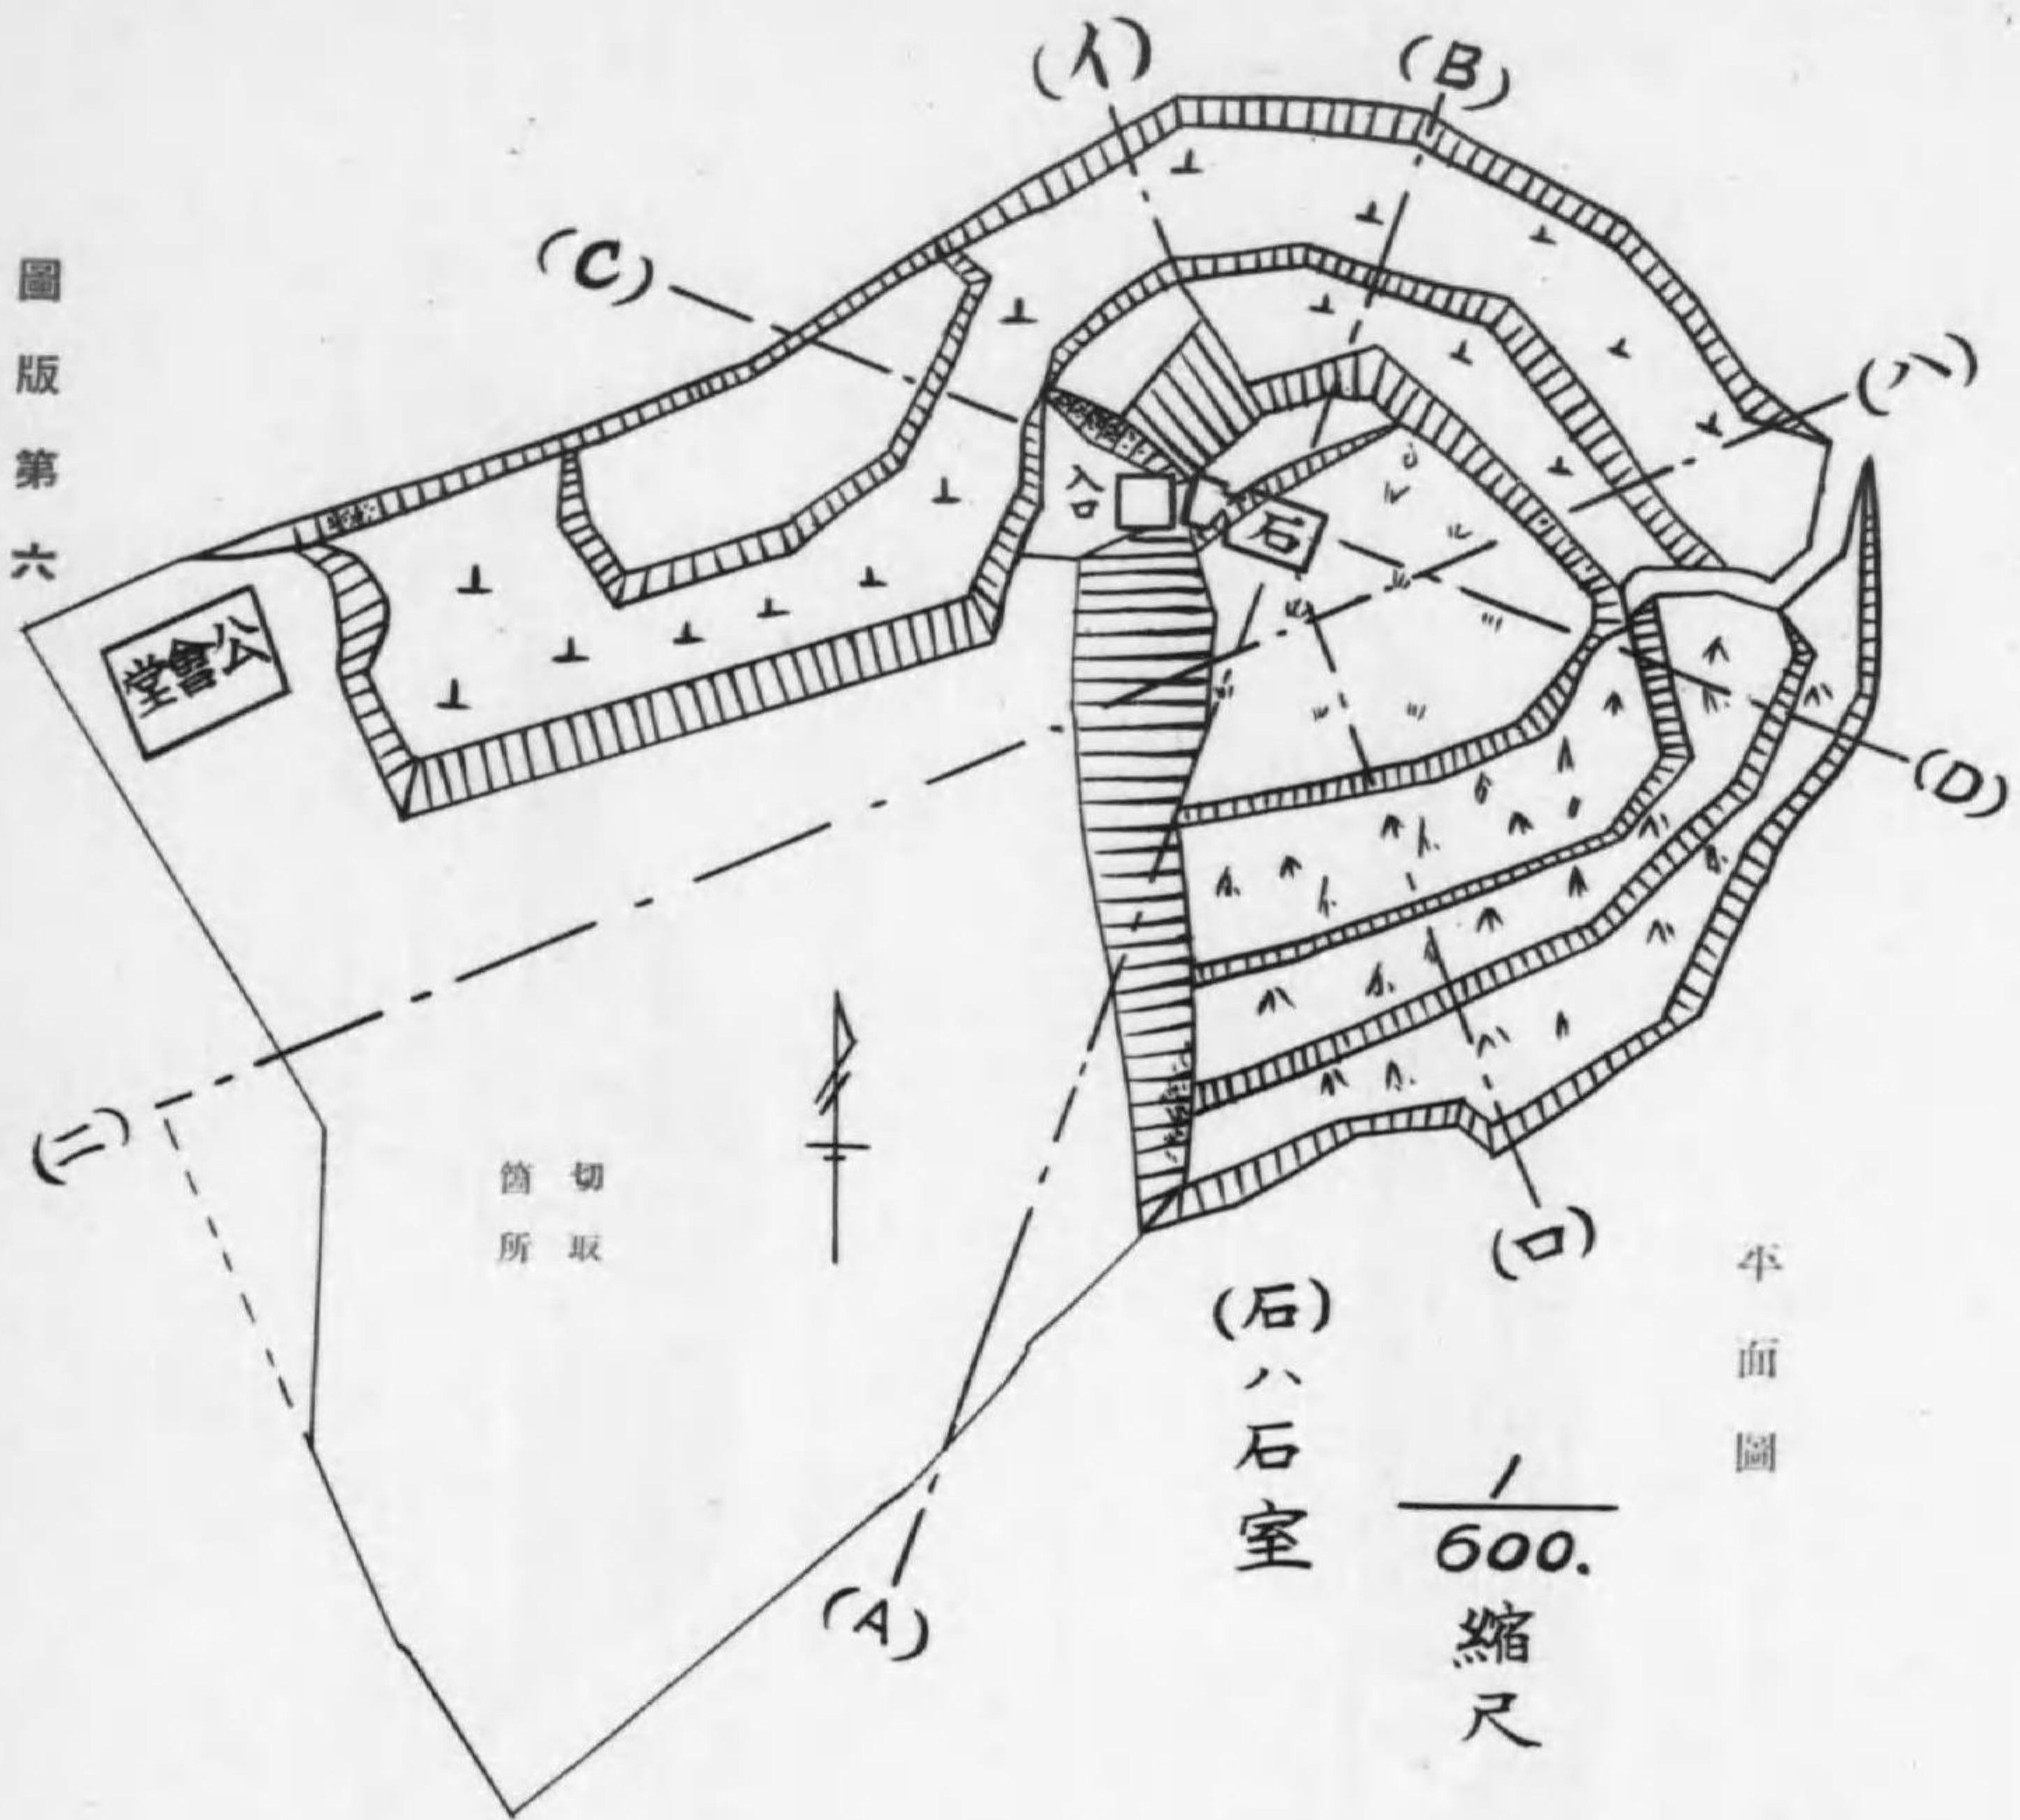 圖版第六
平面圖
(イ)
(B)
(C)
(ハ)
(D)
(ロ)
(A)
(ニ)
公會堂
石
切取
箇所
(石)ハ石室
1/600.
縮尺